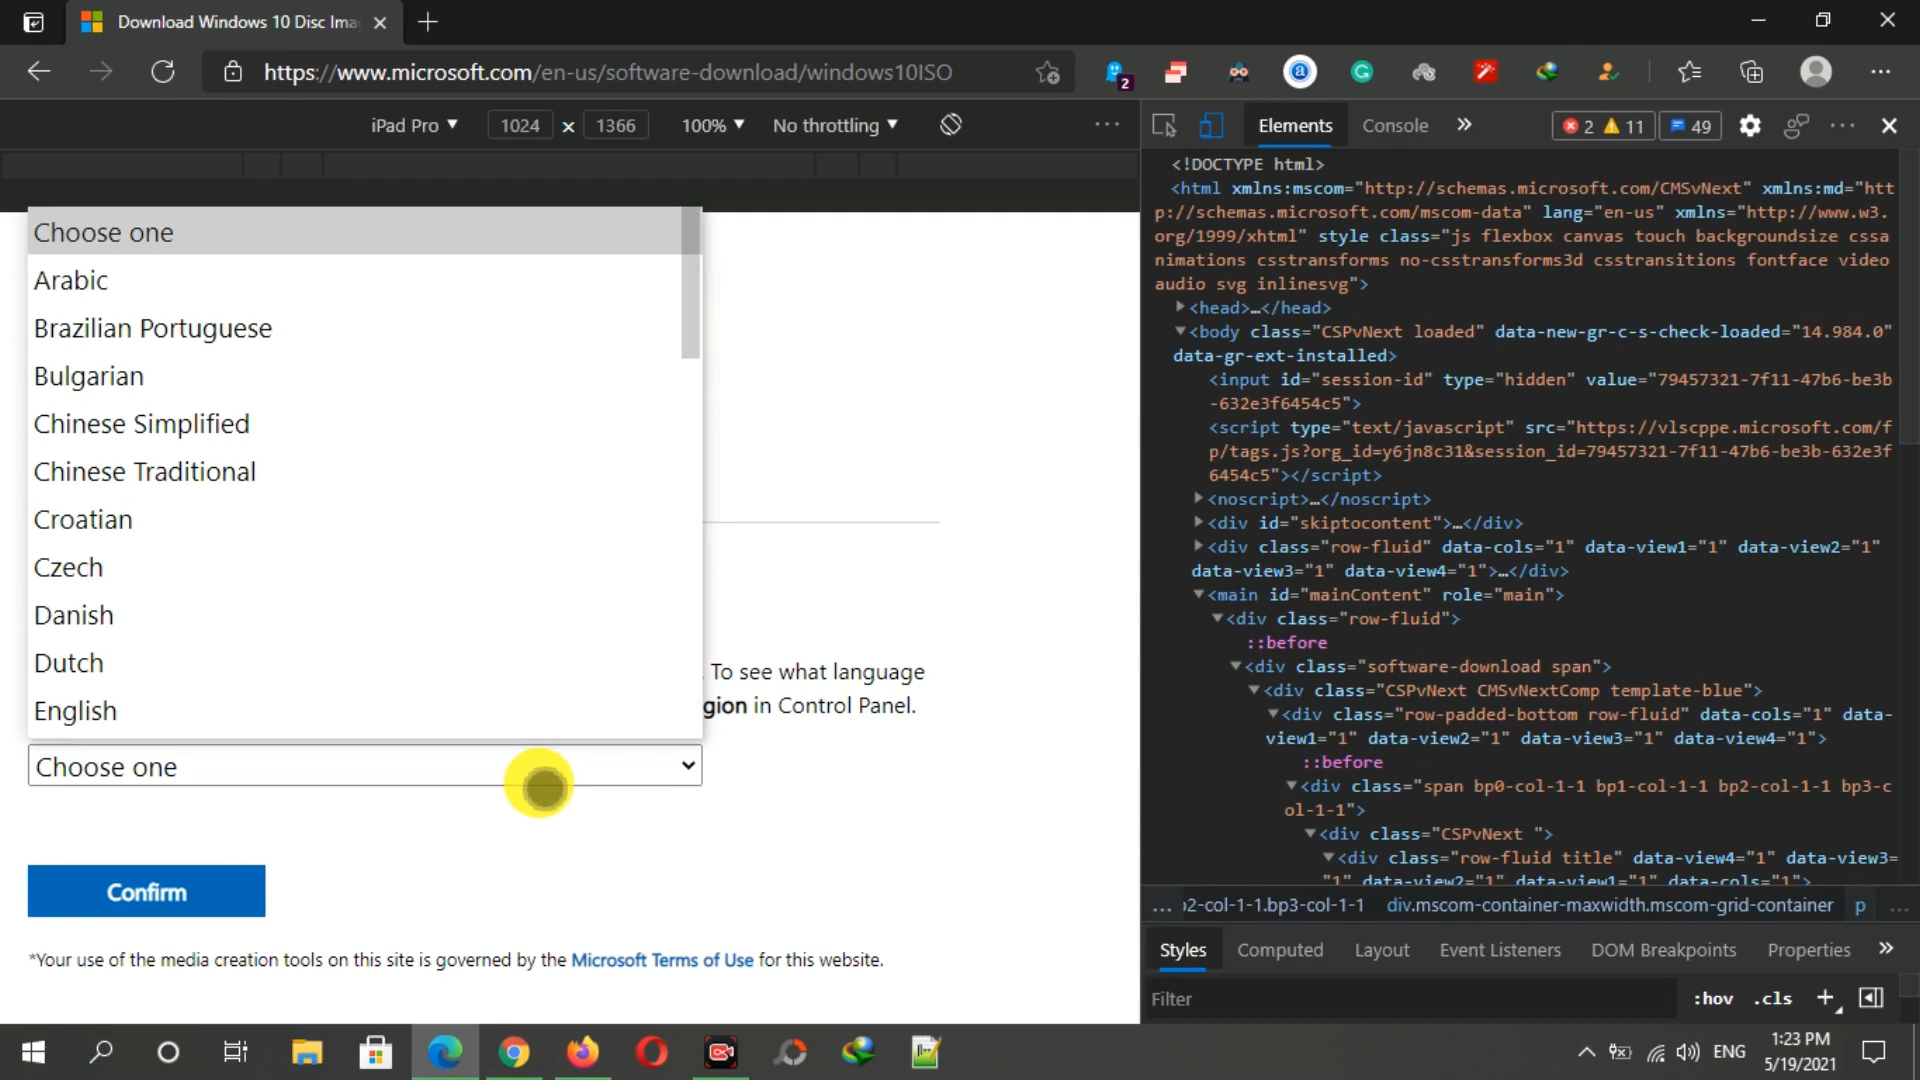 Download Windows 10 Disc Ima
https://www.microsoft.com/en-us/software-download/windows10ISO
2
iPad Pro
1024
x
1366
100%
No throttling
Elements
Console
2
11
49
Choose one
Arabic
Brazilian Portuguese
Bulgarian
Chinese Simplified
Chinese Traditional
Croatian
Czech
Danish
Dutch
English
. To see what language
gion in Control Panel.
Choose one
Confirm
*Your use of the media creation tools on this site is governed by the Microsoft Terms of Use for this website.
<!DOCTYPE html>
<html xmlns:mscom="http://schemas.microsoft.com/CMSvNext" xmlns:md="htt
p://schemas.microsoft.com/mscom-data" lang="en-us" xmlns="http://www.w3.
org/1999/xhtml" style class="js flexbox canvas touch backgroundsize cssa
nimations csstransforms no-csstransforms3d csstransitions fontface video
audio svg inlinesvg">
<head>…</head>
<body class="CSPvNext loaded" data-new-gr-c-s-check-loaded="14.984.0"
data-gr-ext-installed>
<input id="session-id" type="hidden" value="79457321-7f11-47b6-be3b
-632e3f6454c5">
<script type="text/javascript" src="https://vlscppe.microsoft.com/f
p/tags.js?org_id=y6jn8c31&session_id=79457321-7f11-47b6-be3b-632e3f
6454c5"></script>
<noscript>…</noscript>
<div id="skiptocontent">…</div>
<div class="row-fluid" data-cols="1" data-view1="1" data-view2="1"
data-view3="1" data-view4="1">…</div>
<main id="mainContent" role="main">
<div class="row-fluid">
::before
<div class="software-download span">
<div class="CSPvNext CMSvNextComp template-blue">
<div class="row-padded-bottom row-fluid" data-cols="1" data-
view1="1" data-view2="1" data-view3="1" data-view4="1">
::before
<div class="span bp0-col-1-1 bp1-col-1-1 bp2-col-1-1 bp3-c
ol-1-1">
<div class="CSPvNext ">
<div class="row-fluid title" data-view4="1" data-view3=
"1" data-view2="1" data-view1="1" data-cols="1">
… p2-col-1-1.bp3-col-1-1 div.mscom-container-maxwidth.mscom-grid-container p …
Styles
Computed
Layout
Event Listeners
DOM Breakpoints
Properties
Filter
:hov
.cls
ENG
1:23 PM
5/19/2021